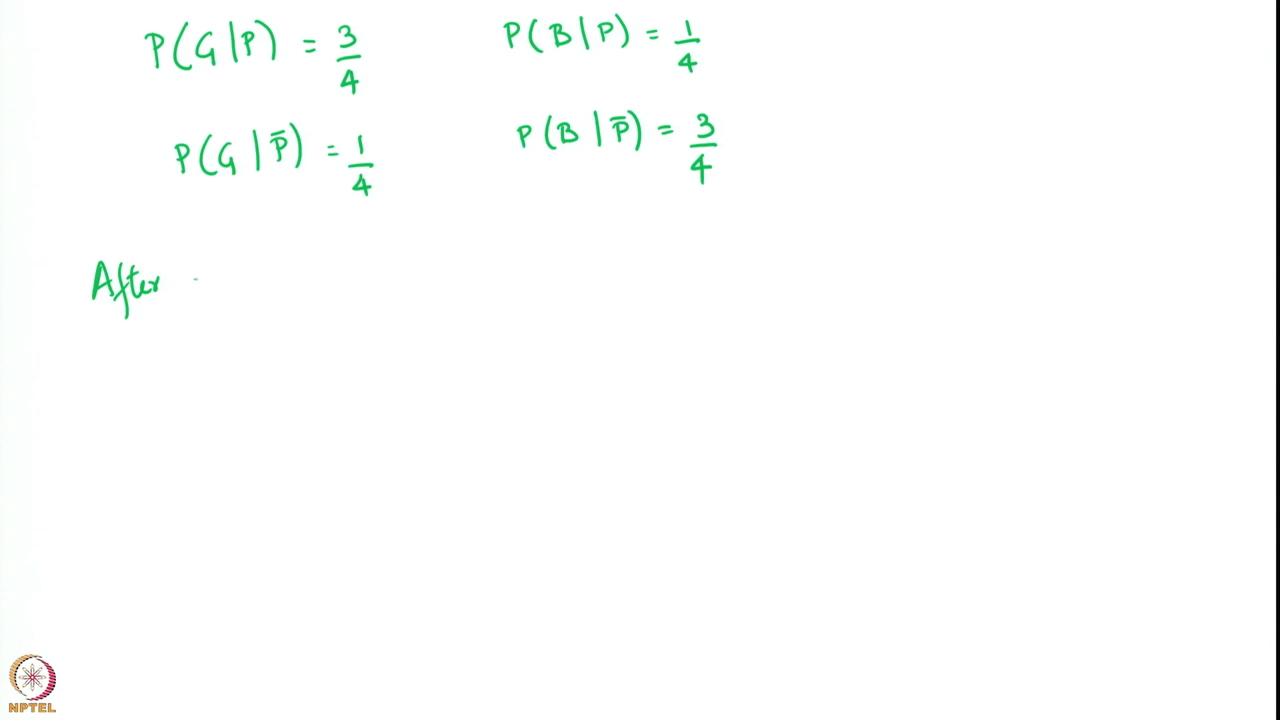 P(G|P) = 3/4 P(B|P) = 1/4
P(G|P̄) = 1/4 P(B|P̄) = 3/4
After
NPTEL